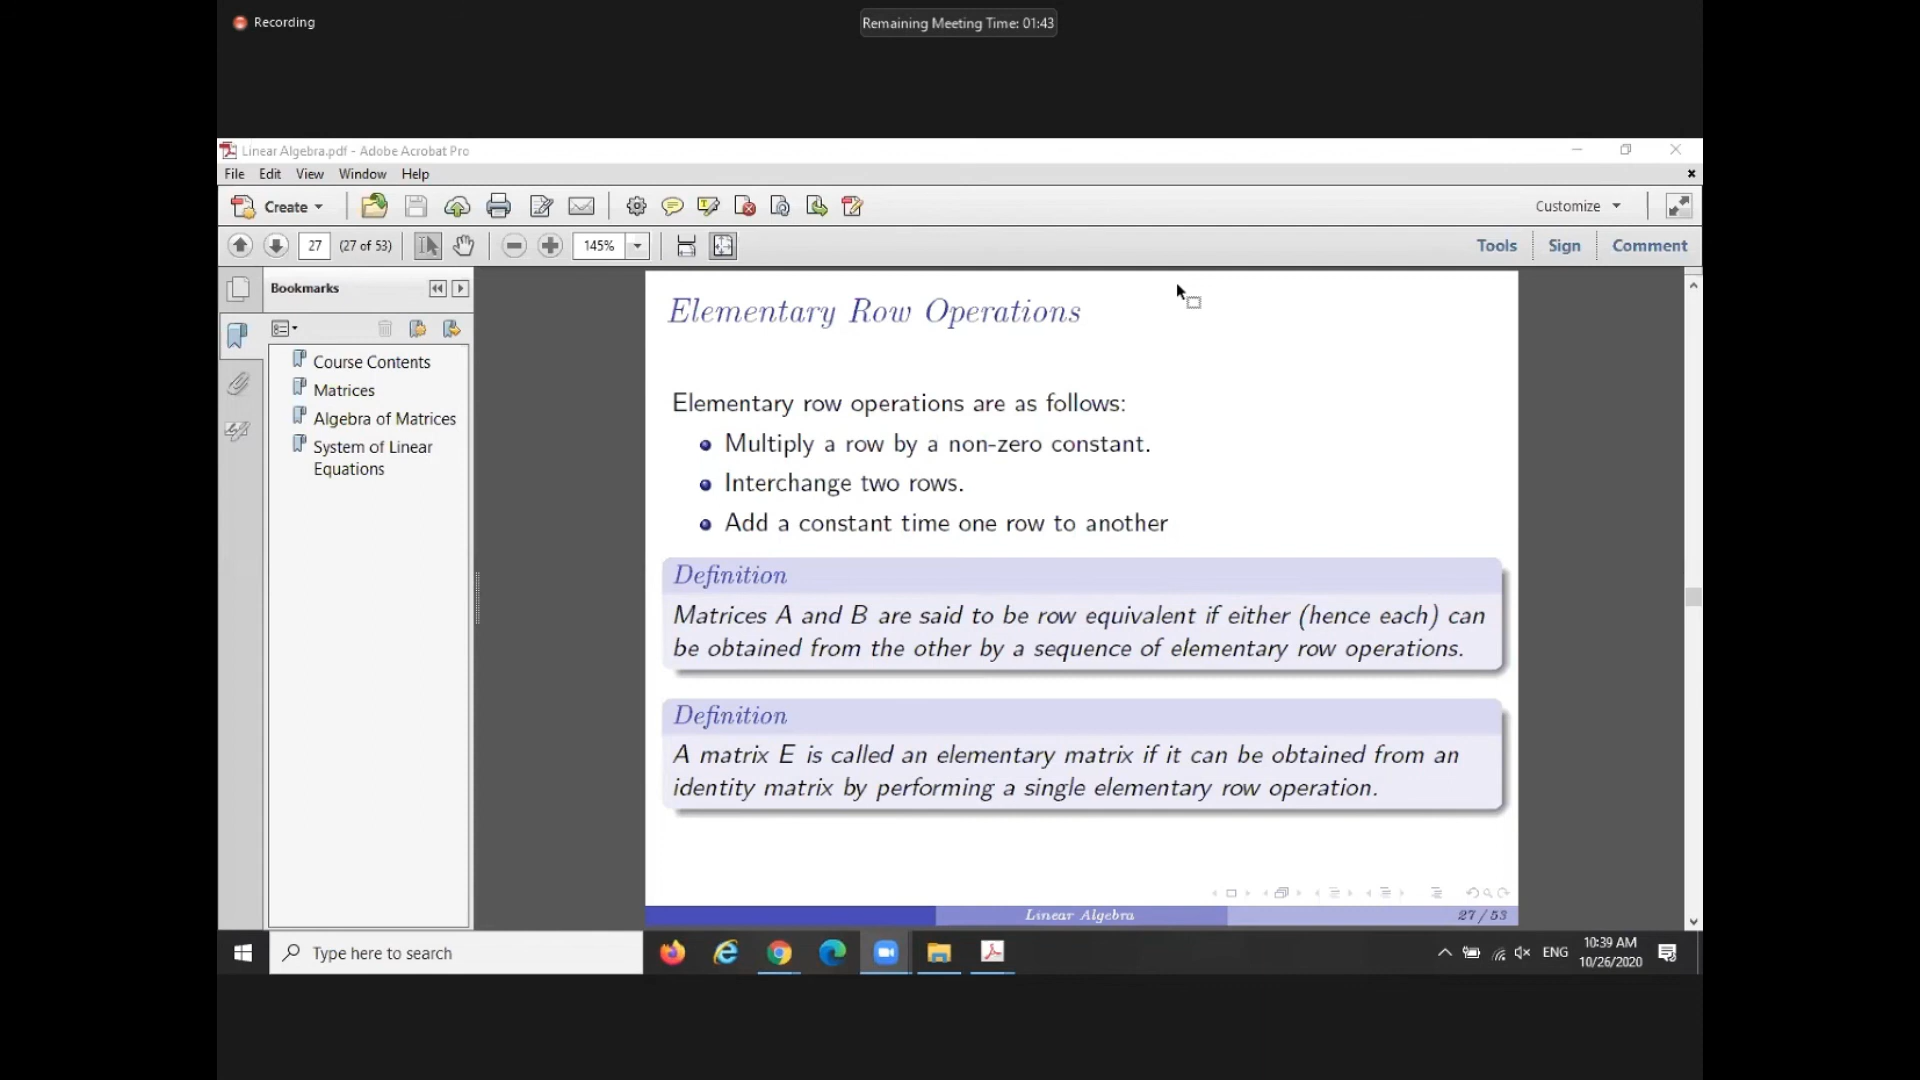 Recording
Remaining Meeting Time: 01:43
Linear Algebra.pdf - Adobe Acrobat Pro
File Edit View Window Help
Create
Customize
27 (27 of 53) 145%
Tools Sign Comment
Bookmarks
Course Contents
Matrices
Algebra of Matrices
System of Linear
Equations
Elementary Row Operations
Elementary row operations are as follows:
Multiply a row by a non-zero constant.
Interchange two rows.
Add a constant time one row to another
Definition
Matrices A and B are said to be row equivalent if either (hence each) can
be obtained from the other by a sequence of elementary row operations.
Definition
A matrix E is called an elementary matrix if it can be obtained from an
identity matrix by performing a single elementary row operation.
Linear Algebra
27 / 53
Type here to search
ENG
10:39 AM
10/26/2020